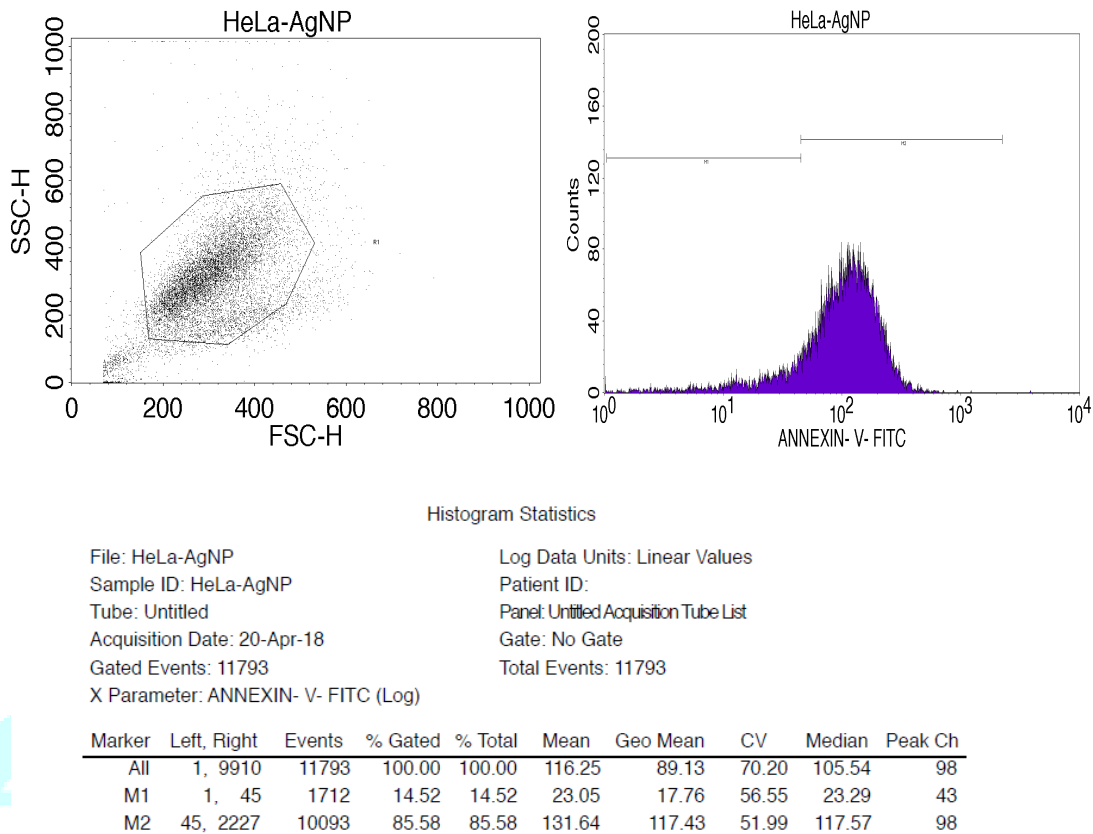 HeLa-AgNP
1000
800
600
400
200
0
SSC-H
R1
0 200 400 600 800 1000
FSC-H
HeLa-AgNP
200
160
120
80
40
0
Counts
M1
M2
10^0 10^1 10^2 10^3 10^4
ANNEXIN- V- FITC
Histogram Statistics
File: HeLa-AgNP
Log Data Units: Linear Values
Sample ID: HeLa-AgNP
Patient ID:
Tube: Untitled
Panel: Untitled Acquisition Tube List
Acquisition Date: 20-Apr-18
Gate: No Gate
Gated Events: 11793
Total Events: 11793
X Parameter: ANNEXIN- V- FITC (Log)
Marker Left, Right Events % Gated % Total Mean Geo Mean CV Median Peak Ch
All 1, 9910 11793 100.00 100.00 116.25 89.13 70.20 105.54 98
M1 1, 45 1712 14.52 14.52 23.05 17.76 56.55 23.29 43
M2 45, 2227 10093 85.58 85.58 131.64 117.43 51.99 117.57 98